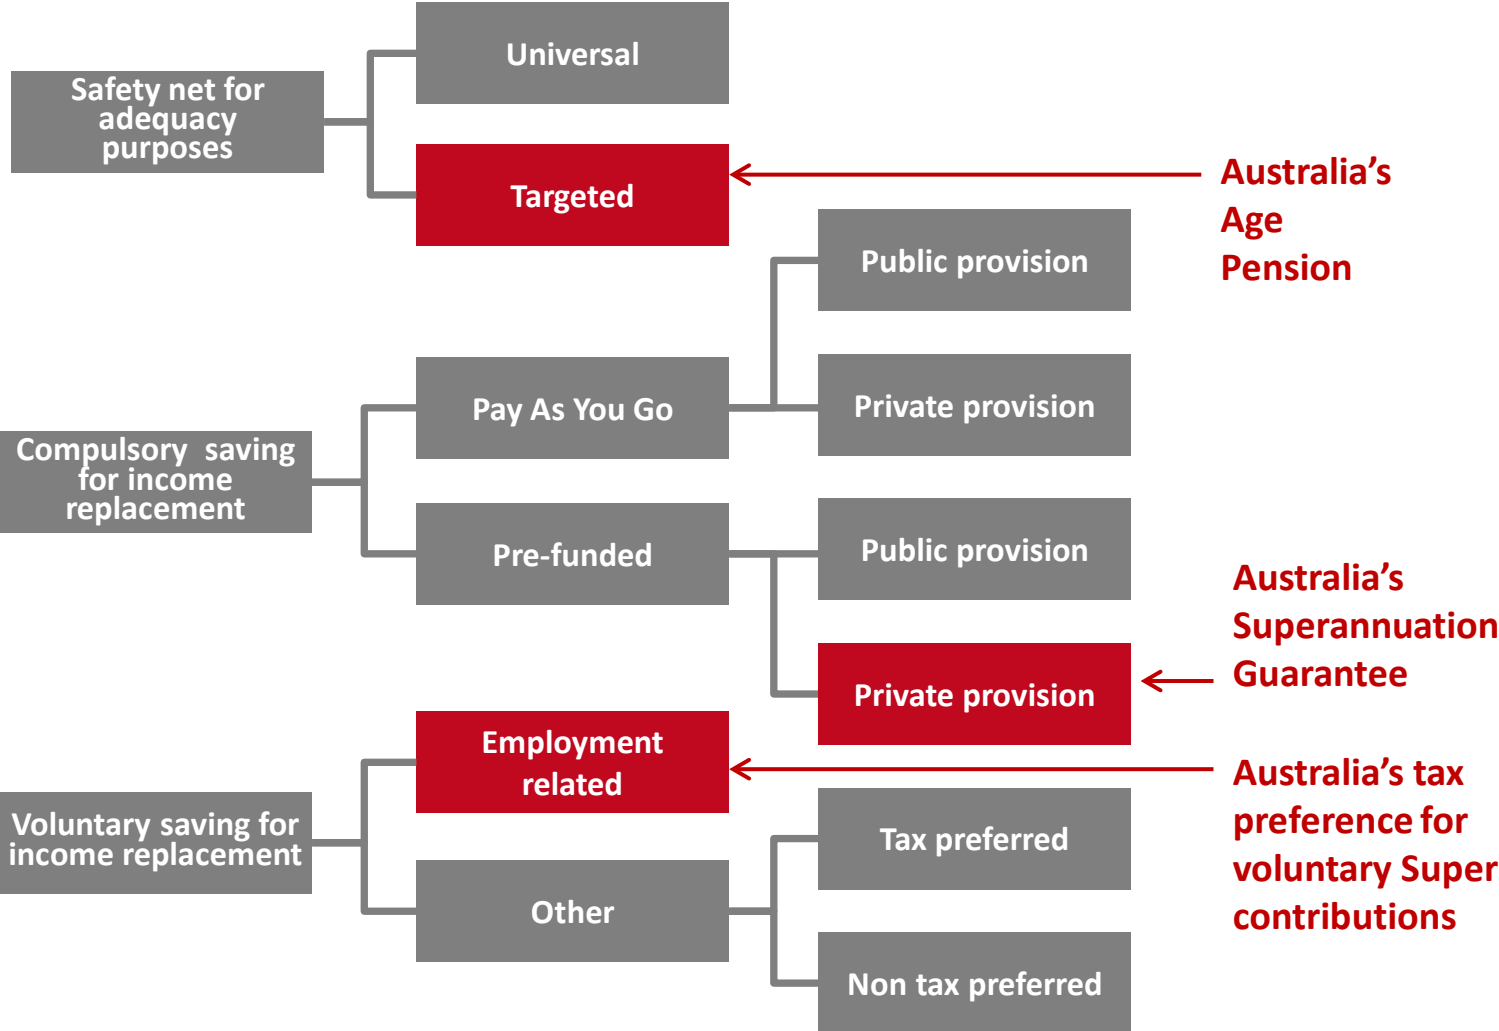 Universal
Safety net for
adequacy
purposes
Targeted
Australia's
Age
Pension
Public provision
Pay As You Go
Private provision
Compulsory saving
for income
replacement
Pre-funded
Public provision
Private provision
Australia's
Superannuation
Guarantee
Employment
related
Voluntary saving for
income replacement
Other
Tax preferred
Non tax preferred
Australia's tax
preference for
voluntary Super
contributions